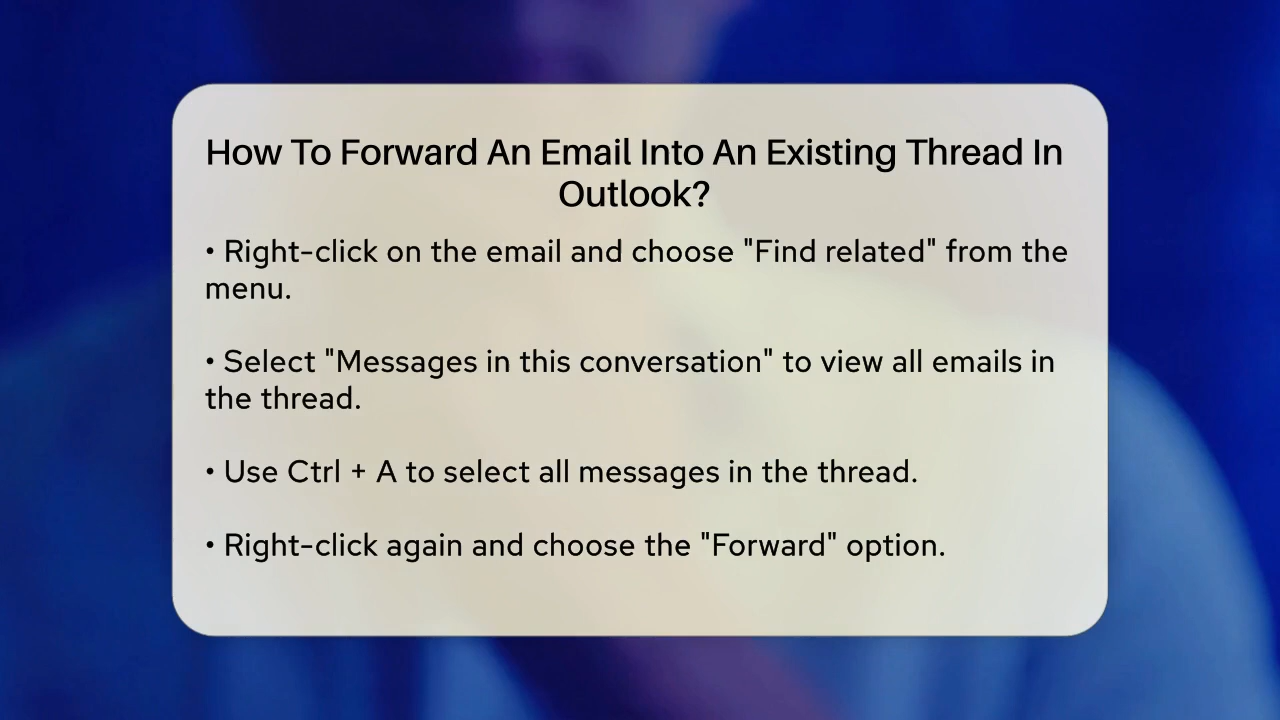 How To Forward An Email Into An Existing Thread In
Outlook?
• Right-click on the email and choose "Find related" from the
menu.
• Select "Messages in this conversation" to view all emails in
the thread.
• Use Ctrl + A to select all messages in the thread.
• Right-click again and choose the "Forward" option.